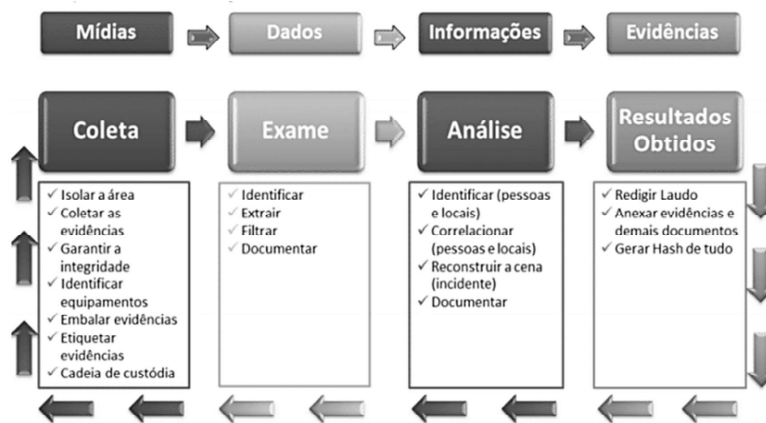 Mídias
Dados
Informações
Evidências
Coleta
Exame
Análise
Resultados
Obtidos
✓ Isolar a área
✓ Coletar as
evidências
✓ Garantir a
integridade
✓ Identificar
equipamentos
✓ Embalar evidências
✓ Etiquetar
evidências
✓ Cadeia de custódia
✓ Identificar
✓ Extrair
✓ Filtrar
✓ Documentar
✓ Identificar (pessoas
e locais)
✓ Correlacionar
(pessoas e locais)
✓ Reconstruir a cena
(incidente)
✓ Documentar
✓ Redigir Laudo
✓ Anexar evidências e
demais documentos
✓ Gerar Hash de tudo